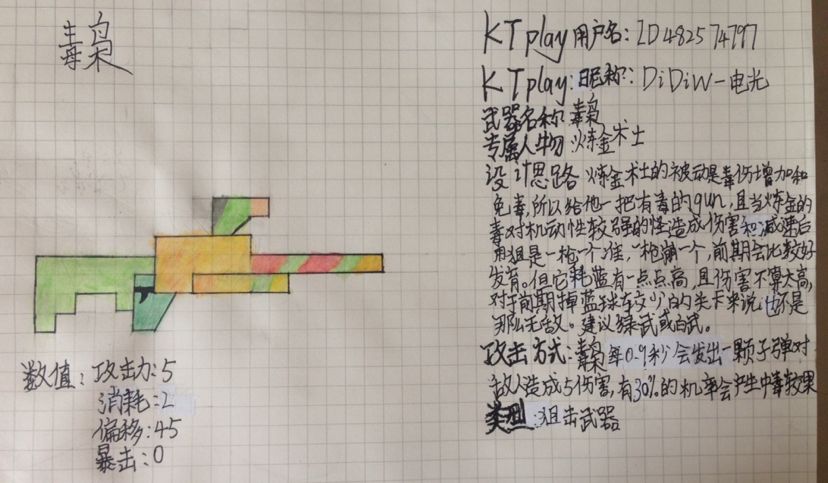 毒枭
数值：攻击力：5
消耗：2
偏移：45
暴击：0
KTplay用户名：ID482574797
KTplay：昵称：DiDiW-电光
武器名称：毒枭
专属人物：炼金术士
设计思路：炼金术士的被动是毒伤增加和
免毒，所以给他一把有毒的gun，且当炼金的
毒对机动性较强的怪造成伤害和减速后
用狙是一枪一个准，一枪崩一个，前期会比较好
发育。但它耗蓝有一点点高，且伤害不算太高，
对于前期掉蓝球较少的关卡来说，也还是
那么无敌。建议绿武或白武。
攻击方式：毒枭每0.9秒会发出一颗子弹对
敌人造成5伤害，有30%的机率会产生中毒效果
类型：狙击武器